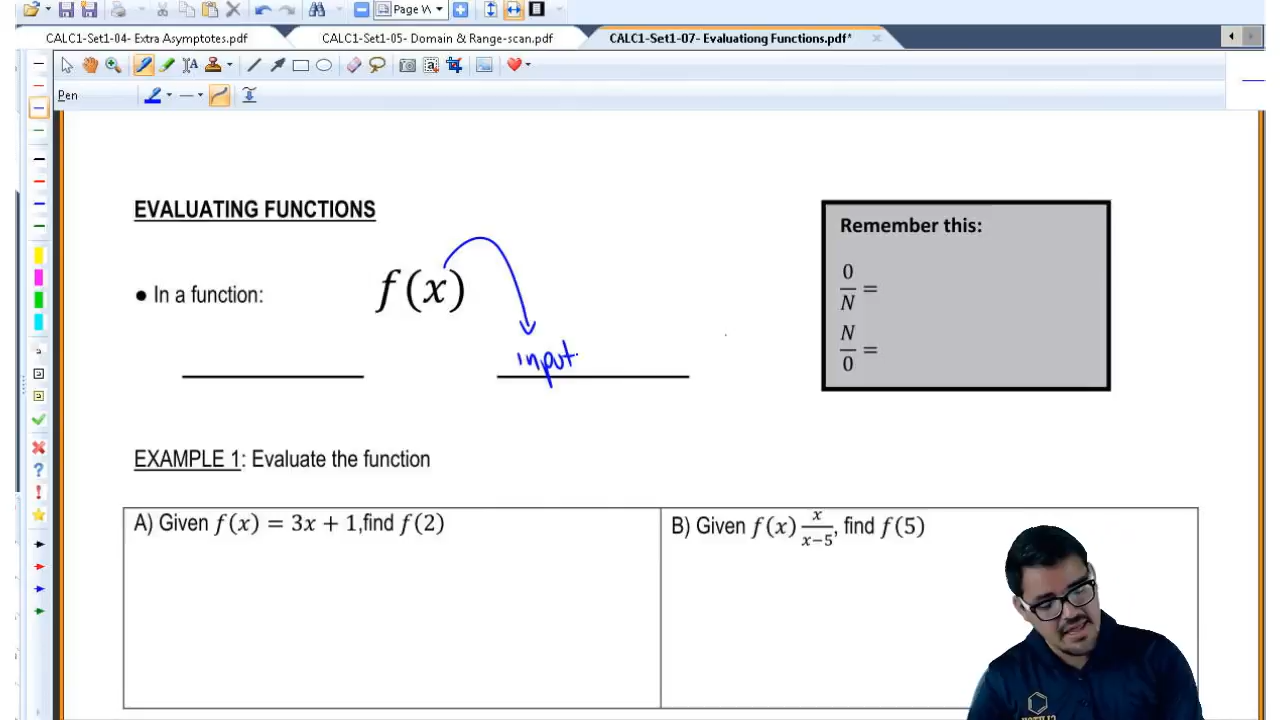 Page W
CALC1-Set1-04- Extra Asymptotes.pdf
CALC1-Set1-05- Domain & Range-scan.pdf
CALC1-Set1-07- Evaluationg Functions.pdf*
Pen
EVALUATING FUNCTIONS
● In a function:
f(x)
input
Remember this:
0/N =
N/0 =
EXAMPLE 1: Evaluate the function
A) Given f(x) = 3x + 1,find f(2)
B) Given f(x) x/x−5, find f(5)